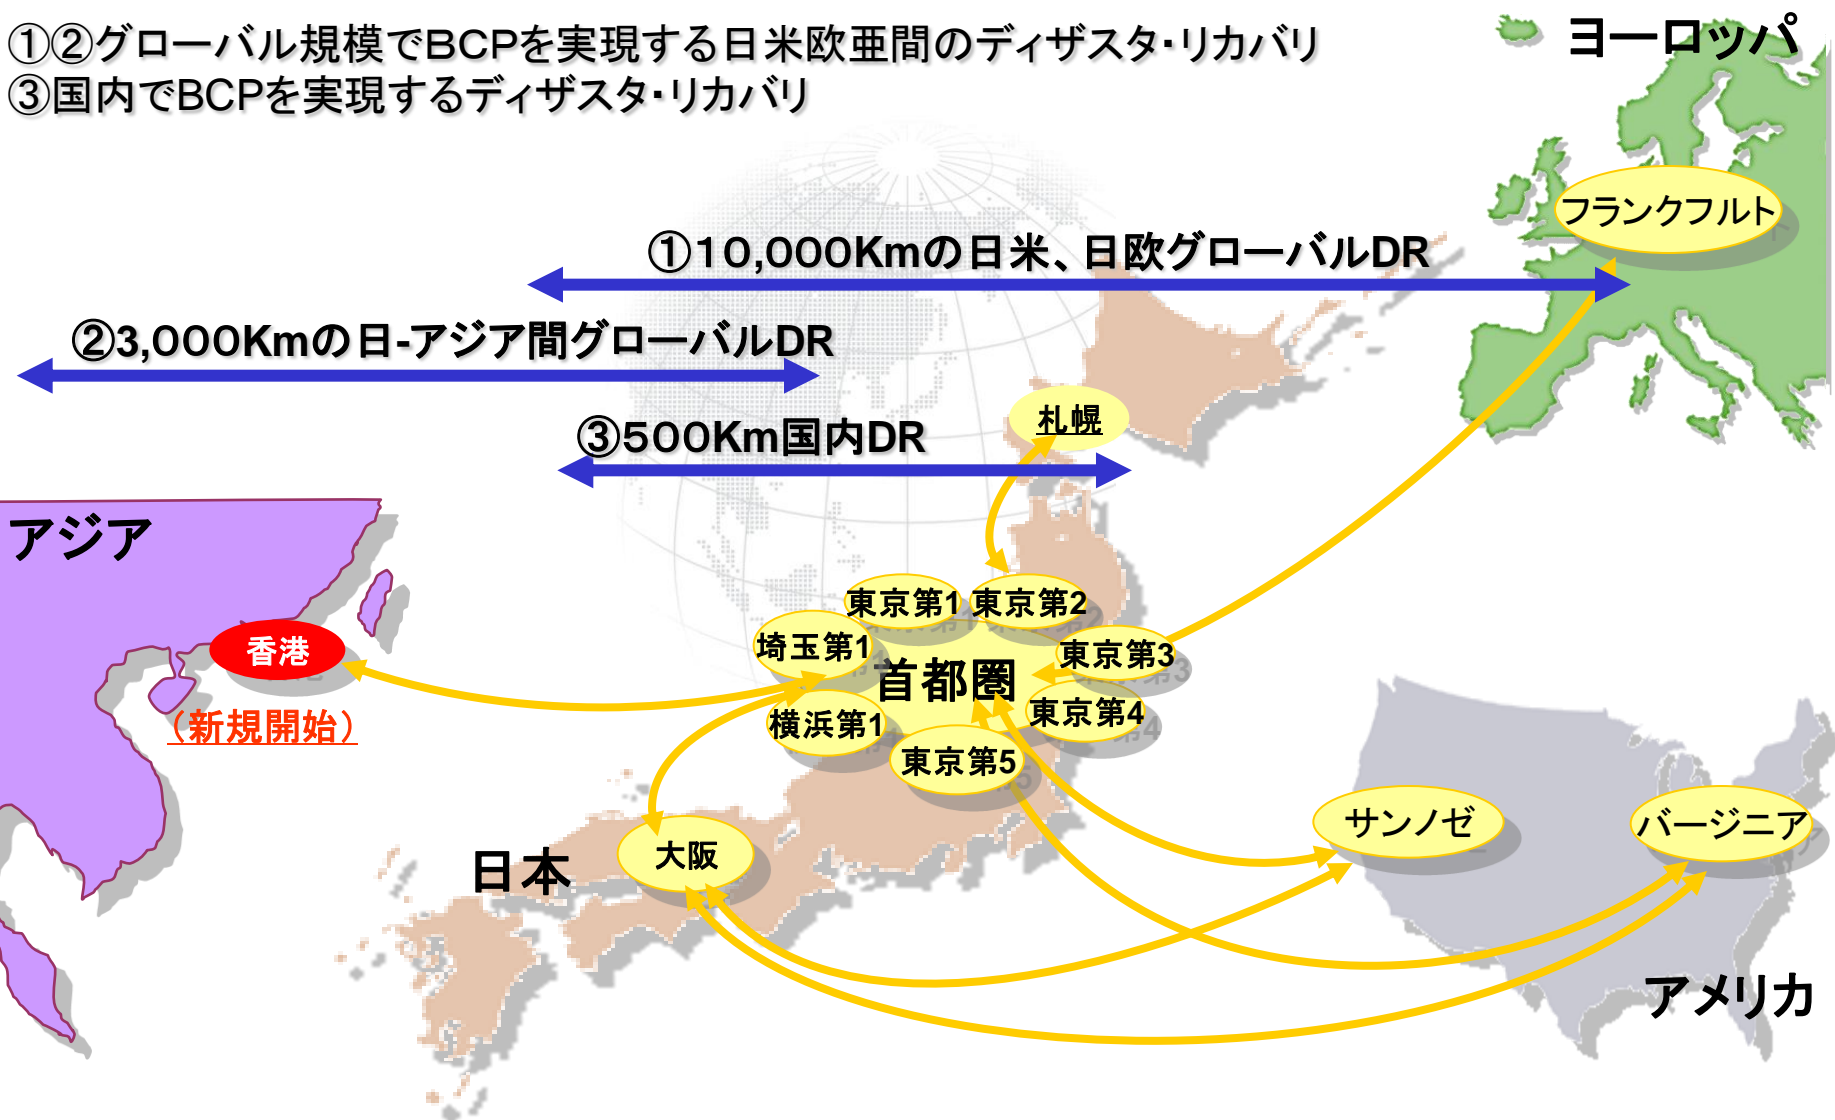 ①②グローバル規模でBCPを実現する日米欧亜間のディザスタ・リカバリ
③国内でBCPを実現するディザスタ・リカバリ
ヨーロッパ
フランクフルト
①10,000Kmの日米、日欧グローバルDR
②3,000Kmの日-アジア間グローバルDR
札幌
③500Km国内DR
アジア
東京第1
東京第2
香港
埼玉第1
東京第3
首都圏
(新規開始)
横浜第1
東京第4
東京第5
サンノゼ
バージニア
大阪
日本
アメリカ